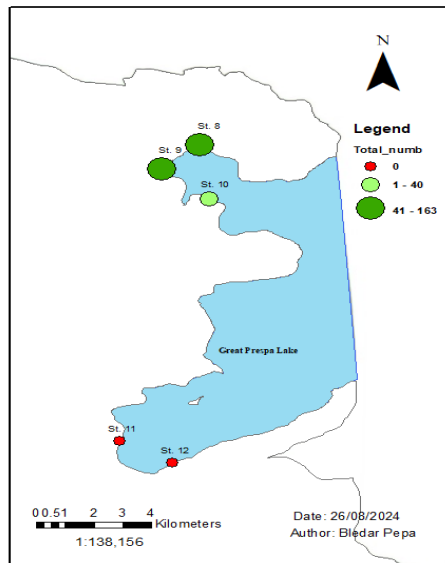 N
St. 8
St. 9
St. 10
Legend
Total_numb
0
1 - 40
41 - 163
Great Prespa Lake
St. 11
St. 12
0 0.5 1 2 3 4
Kilometers
1:138,156
Date: 26/08/2024
Author: Bledar Pepa